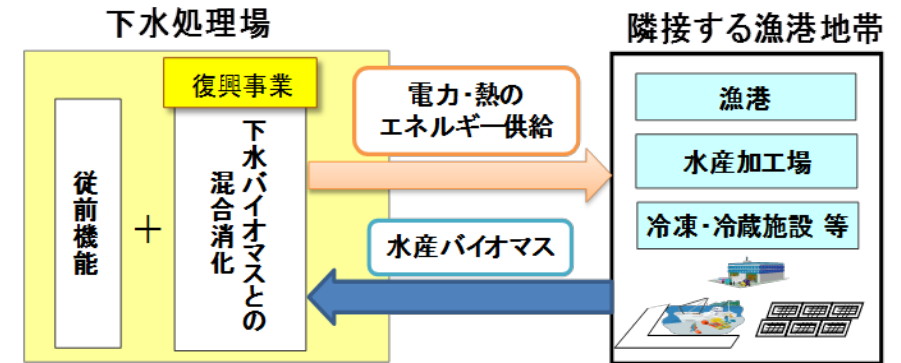 下水処理場
隣接する漁港地帯
復興事業
従前機能
＋
下水バイオマスとの
混合消化
電力・熱の
エネルギー供給
水産バイオマス
漁港
水産加工場
冷凍・冷蔵施設 等